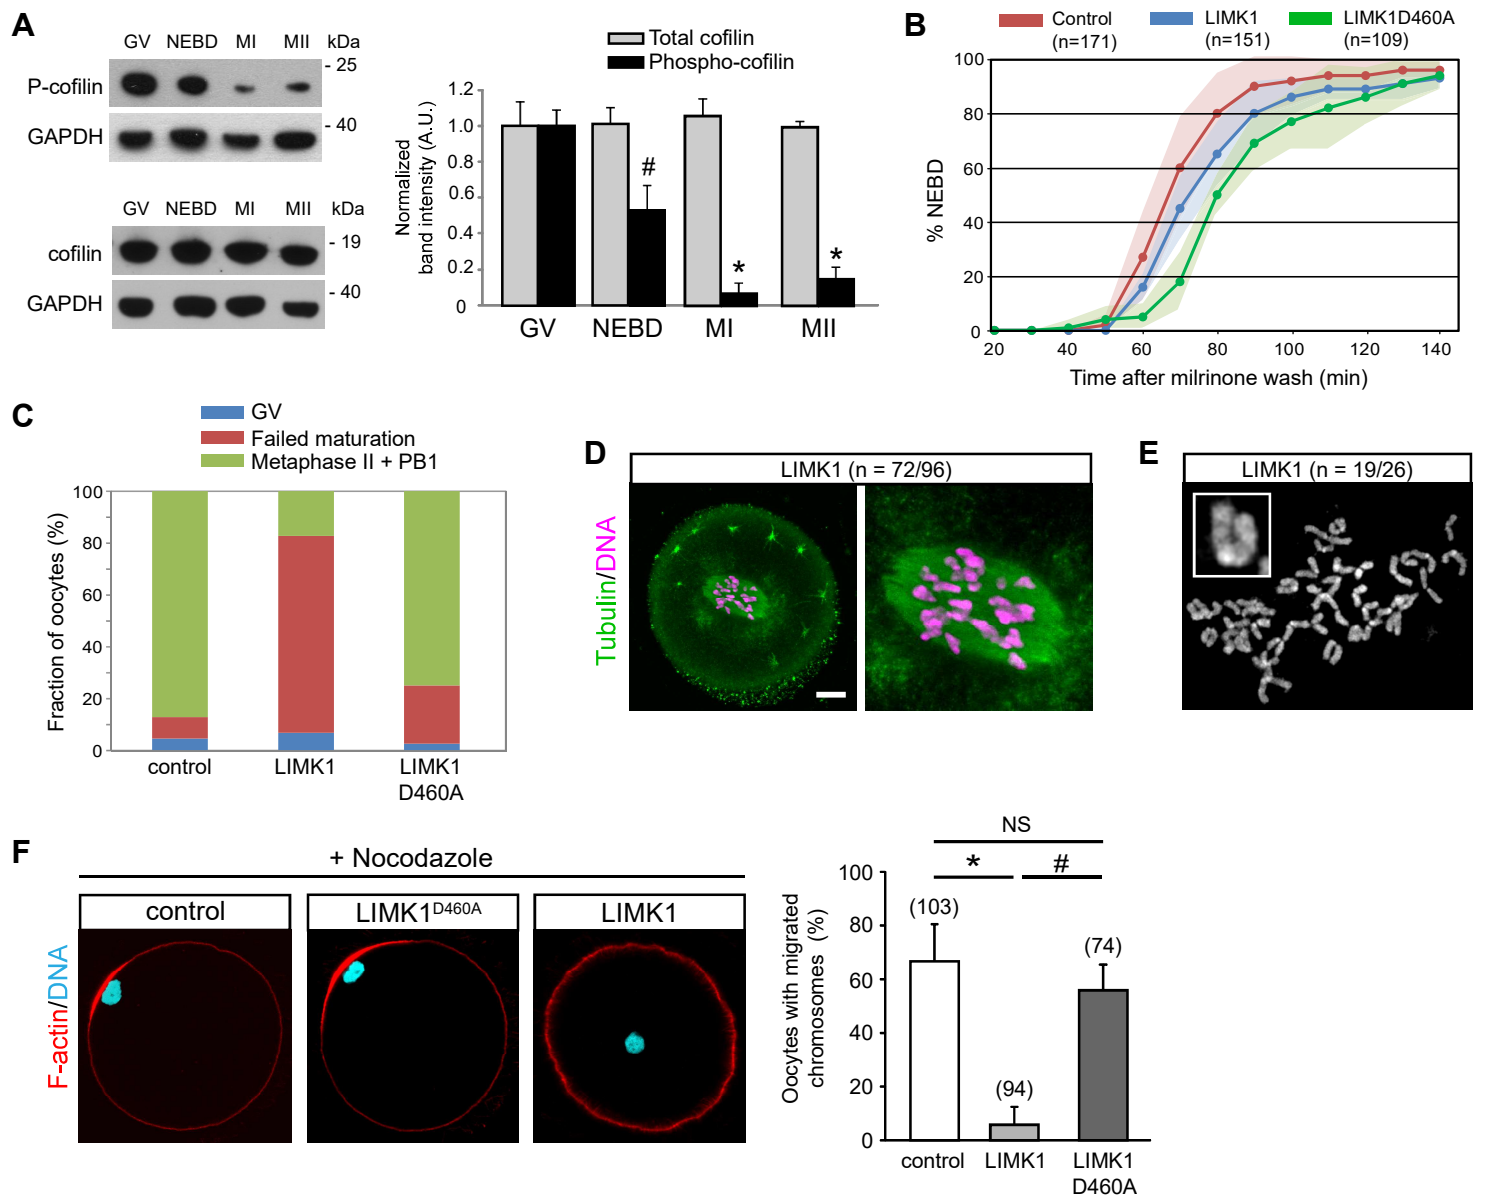 A
GV NEBD MI MII kDa
P-cofilin
- 25
GAPDH
- 40
GV NEBD MI MII kDa
cofilin
- 19
GAPDH
- 40
Total cofilin
Phospho-cofilin
Normalized
band intensity (A.U.)
1.2
1.0
0.8
0.6
0.4
0.2
0
#
*
*
GV NEBD MI MII
B
Control
(n=171)
LIMK1
(n=151)
LIMK1D460A
(n=109)
% NEBD
100
80
60
40
20
0
20 40 60 80 100 120 140
Time after milrinone wash (min)
C
GV
Failed maturation
Metaphase II + PB1
Fraction of oocytes (%)
100
80
60
40
20
0
control LIMK1 LIMK1
D460A
D
LIMK1 (n = 72/96)
Tubulin/DNA
E
LIMK1 (n = 19/26)
F
+ Nocodazole
control LIMK1D460A LIMK1
F-actin/DNA
NS
* #
Oocytes with migrated
chromosomes (%)
100
80
60
40
20
0
(103)
(94)
(74)
control LIMK1 LIMK1
D460A